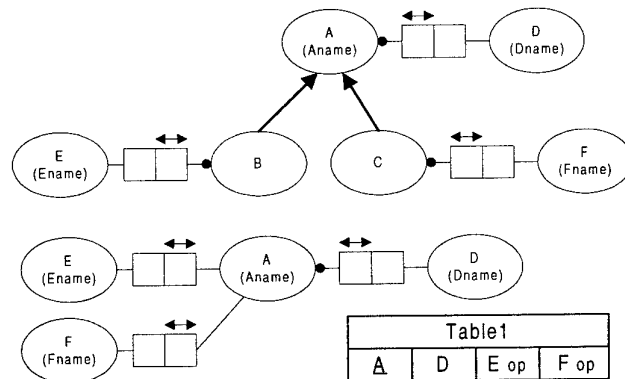 A
(Aname)
D
(Dname)
E
(Ename)
B
C
F
(Fname)
E
(Ename)
A
(Aname)
D
(Dname)
F
(Fname)
Table1
A D E op F op